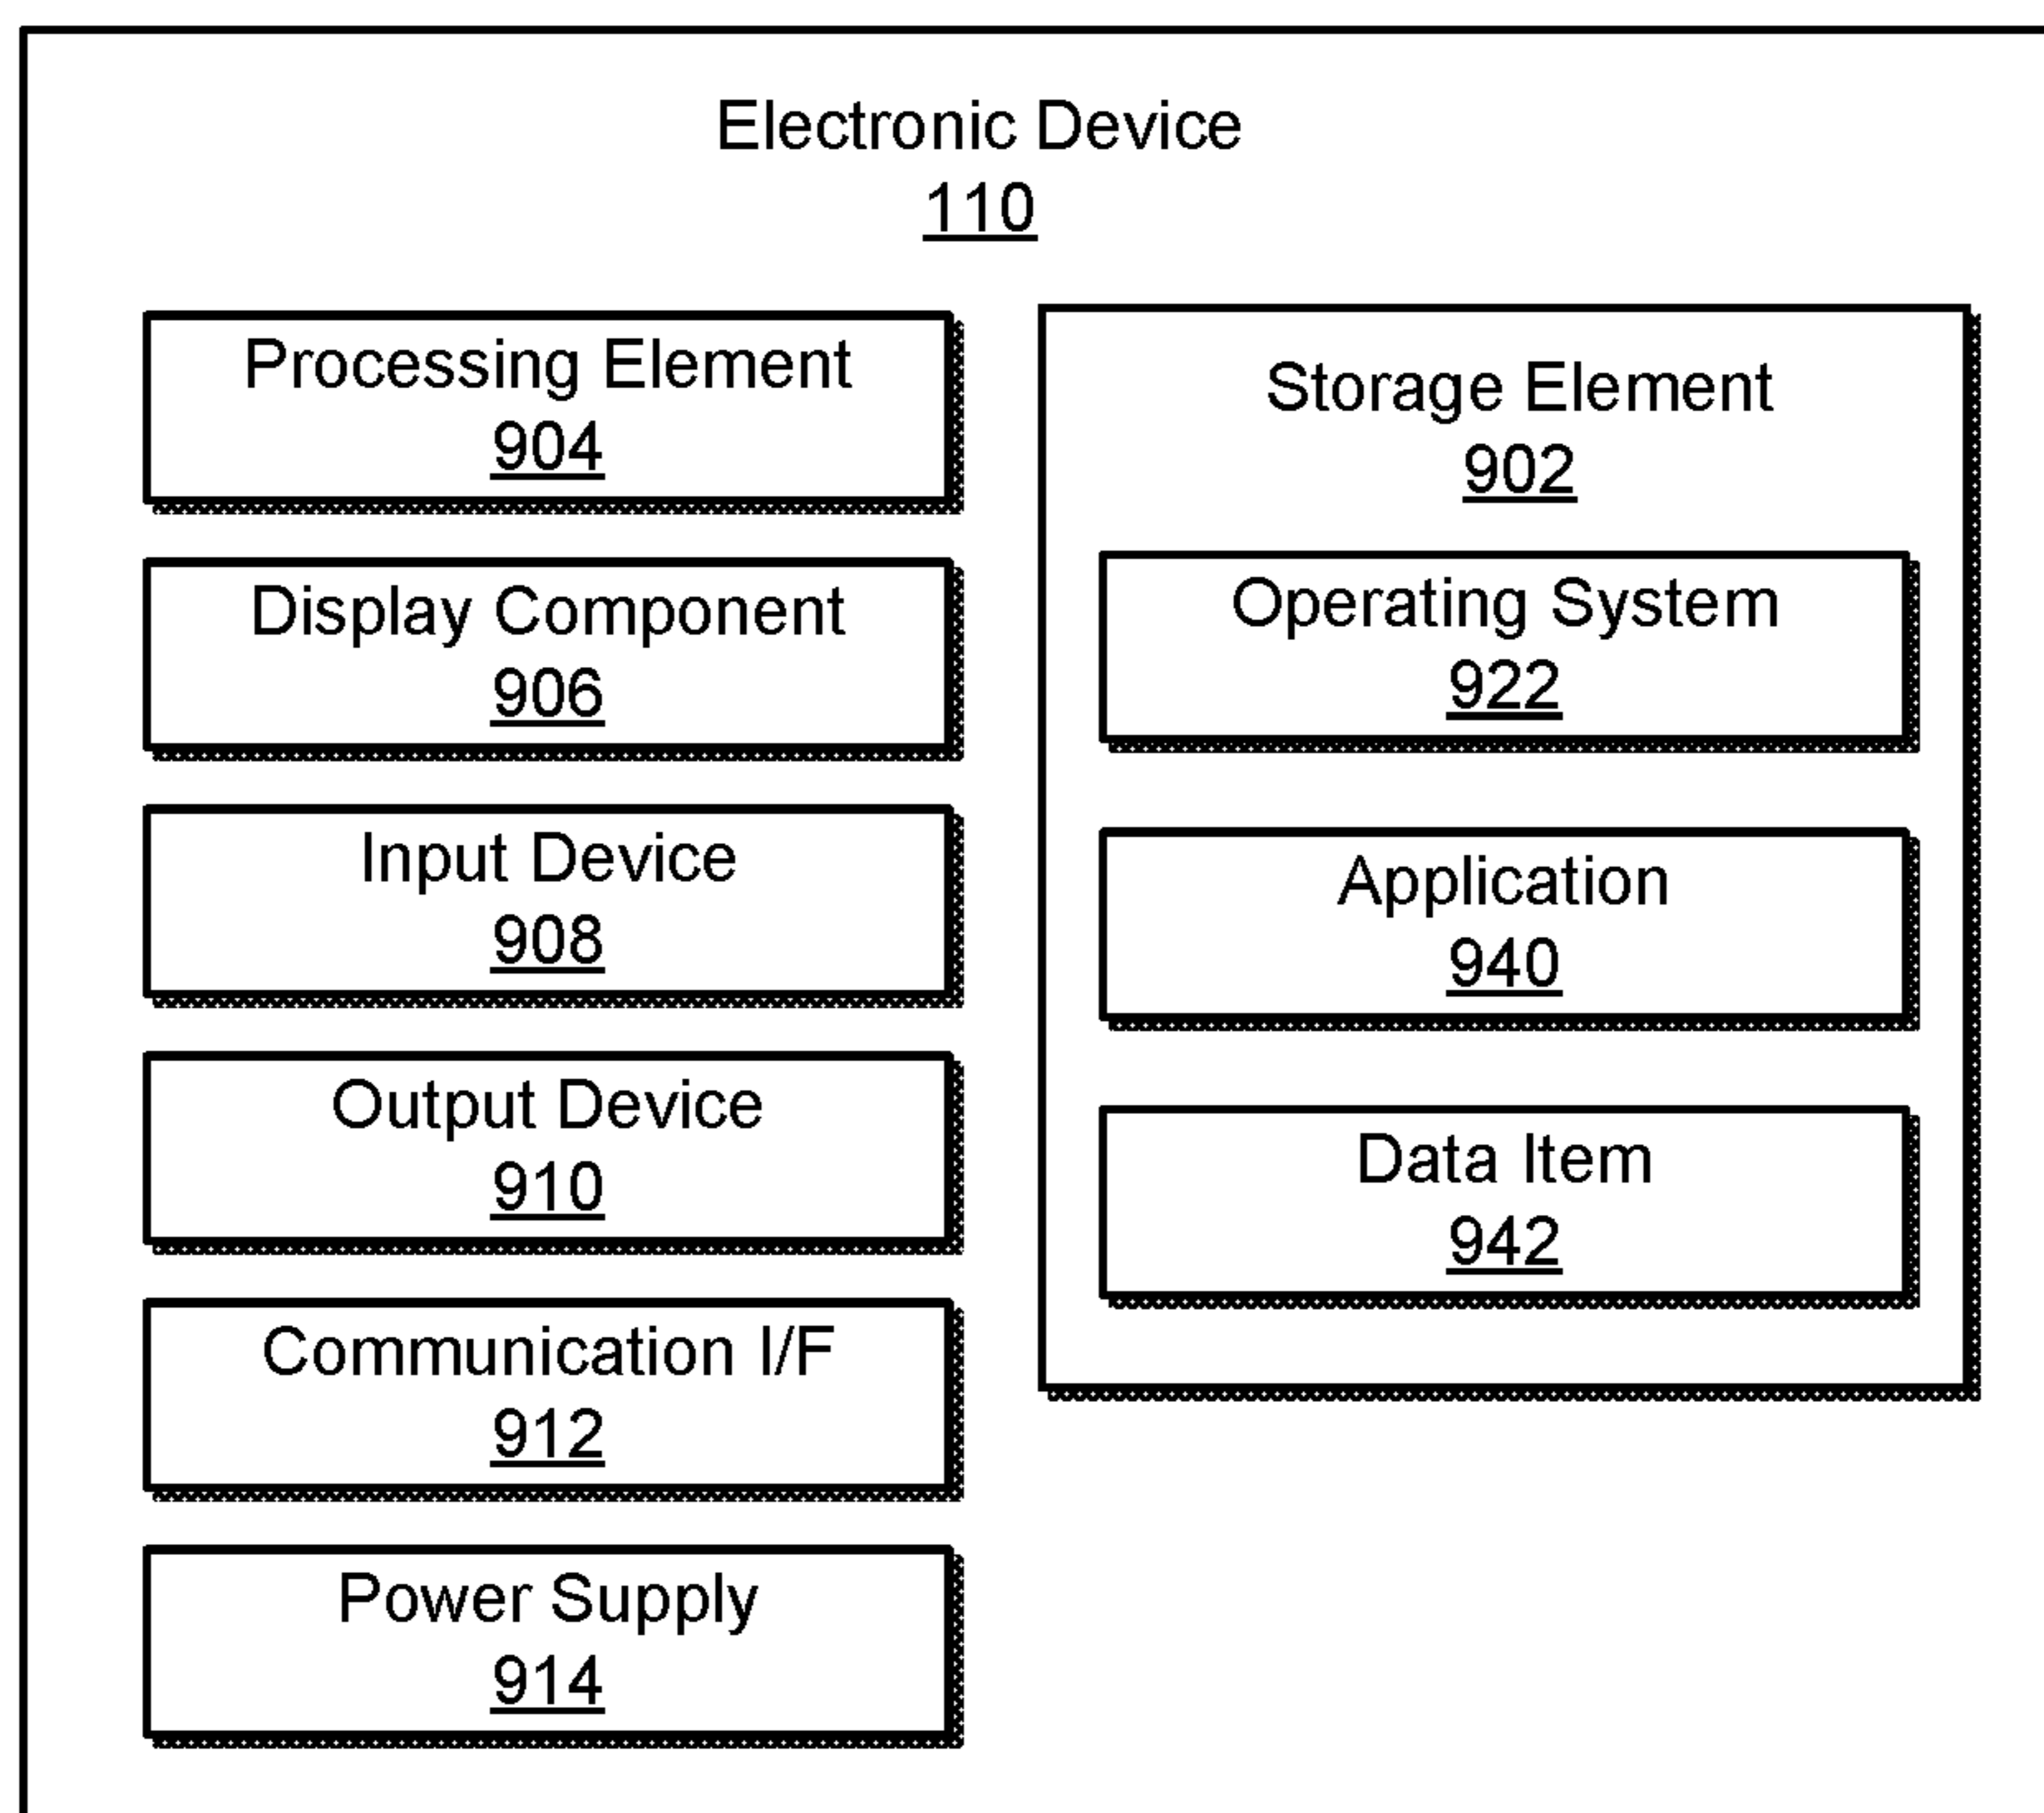 Electronic Device
110
Processing Element
904
Display Component
906
Input Device
908
Output Device
910
Communication I/F
912
Power Supply
914
Storage Element
902
Operating System
922
Application
940
Data Item
942